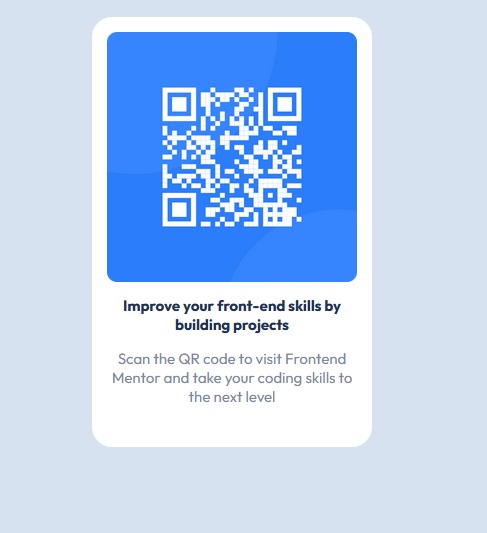 Improve your front-end skills by
building projects
Scan the QR code to visit Frontend
Mentor and take your coding skills to
the next level